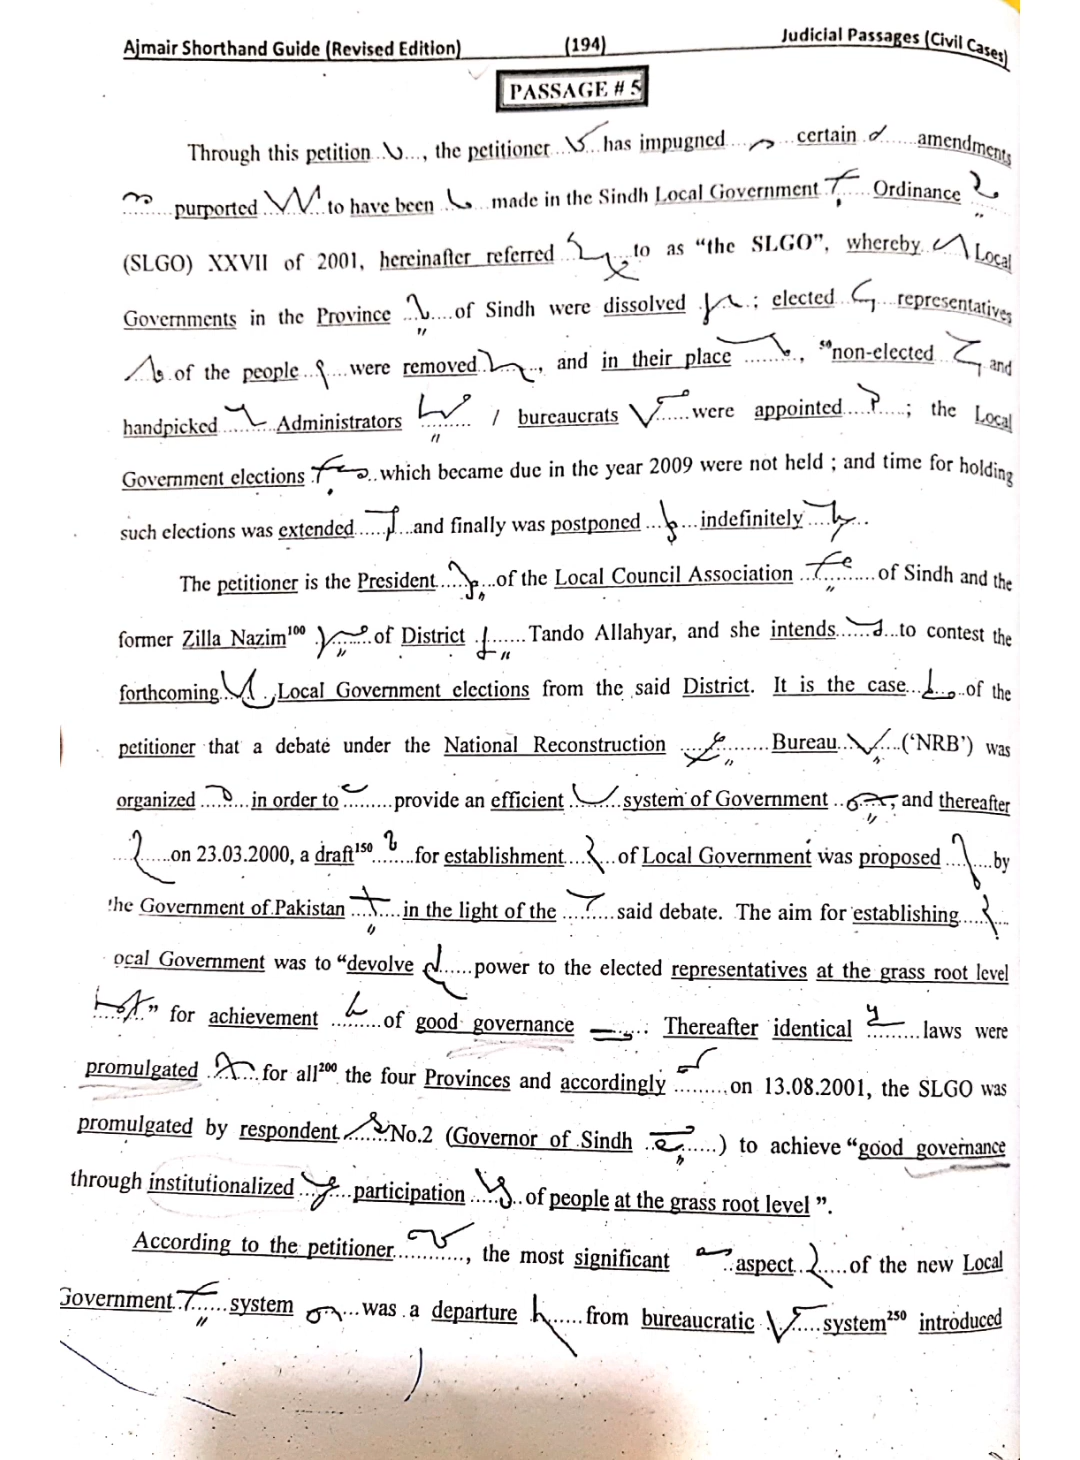 Ajmair Shorthand Guide (Revised Edition) (194) Judicial Passages (Civil Cases)
PASSAGE # 5
Through this petition ..., the petitioner ... has impugned ... certain ... amendments
... purported ... to have been ... made in the Sindh Local Government ... Ordinance
(SLGO) XXVII of 2001, hereinafter referred ... to as “the SLGO”, whereby ... Local
Governments in the Province ... of Sindh were dissolved ...; elected ... representatives
... of the people ... were removed ..., and in their place ..., 50“non-elected ... and
handpicked ... Administrators ... / bureaucrats ... were appointed ...; the Local
Government elections ... which became due in the year 2009 were not held ; and time for holding
such elections was extended ... and finally was postponed ... indefinitely ...
The petitioner is the President ... of the Local Council Association ... of Sindh and the
former Zilla Nazim100 ... of District ... Tando Allahyar, and she intends ... to contest the
forthcoming ... Local Government elections from the said District. It is the case ... of the
petitioner that a debate under the National Reconstruction ... Bureau ... (‘NRB’) was
organized ... in order to ... provide an efficient ... system of Government ..., and thereafter
... on 23.03.2000, a draft150 ... for establishment ... of Local Government was proposed ... by
the Government of Pakistan ... in the light of the ... said debate. The aim for establishing ...
ocal Government was to “devolve ... power to the elected representatives at the grass root level
...” for achievement ... of good governance .... Thereafter identical ... laws were
promulgated ... for all200 the four Provinces and accordingly ..., on 13.08.2001, the SLGO was
promulgated by respondent ... No.2 (Governor of Sindh ...) to achieve “good governance
through institutionalized ... participation ... of people at the grass root level ”.
According to the petitioner ..., the most significant ... aspect ... of the new Local
Government ... system ... was a departure ... from bureaucratic ... system250 introduced